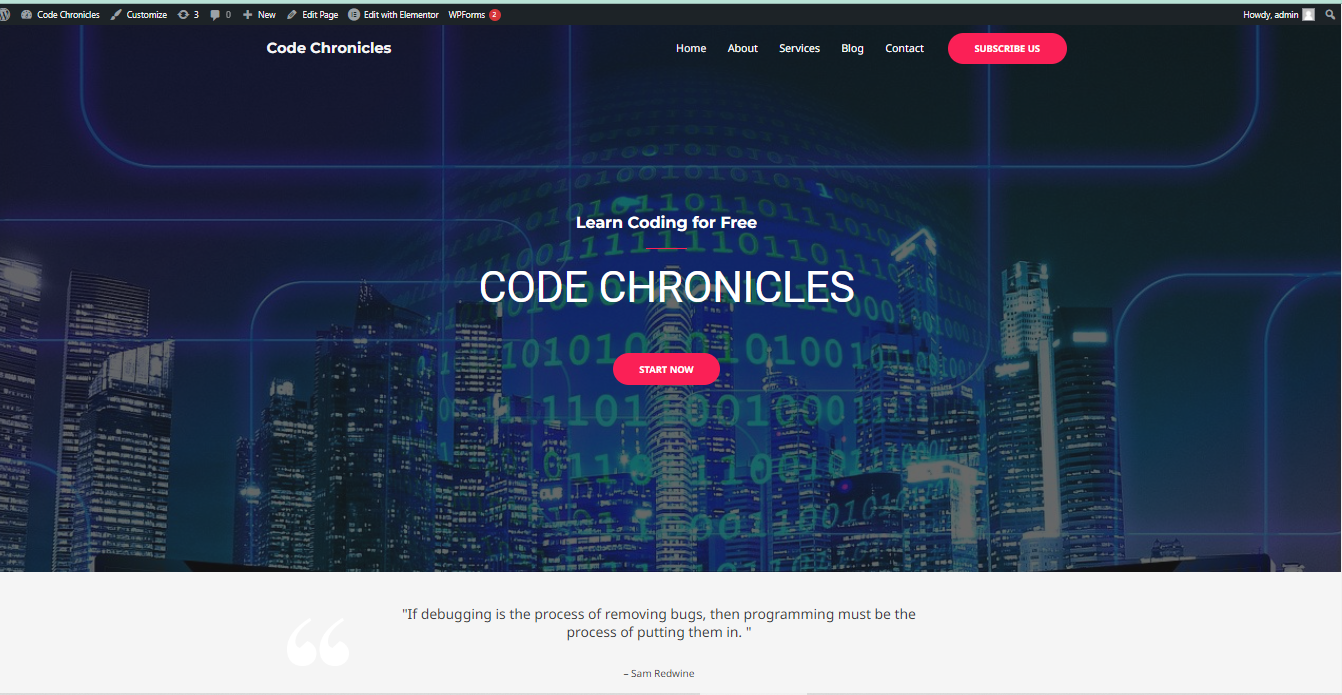 Code Chronicles Customize 3 0 New Edit Page Edit with Elementor WPForms 2 Howdy, admin
Code Chronicles Home About Services Blog Contact SUBSCRIBE US
Learn Coding for Free
CODE CHRONICLES
START NOW
"If debugging is the process of removing bugs, then programming must be the
process of putting them in. "
– Sam Redwine